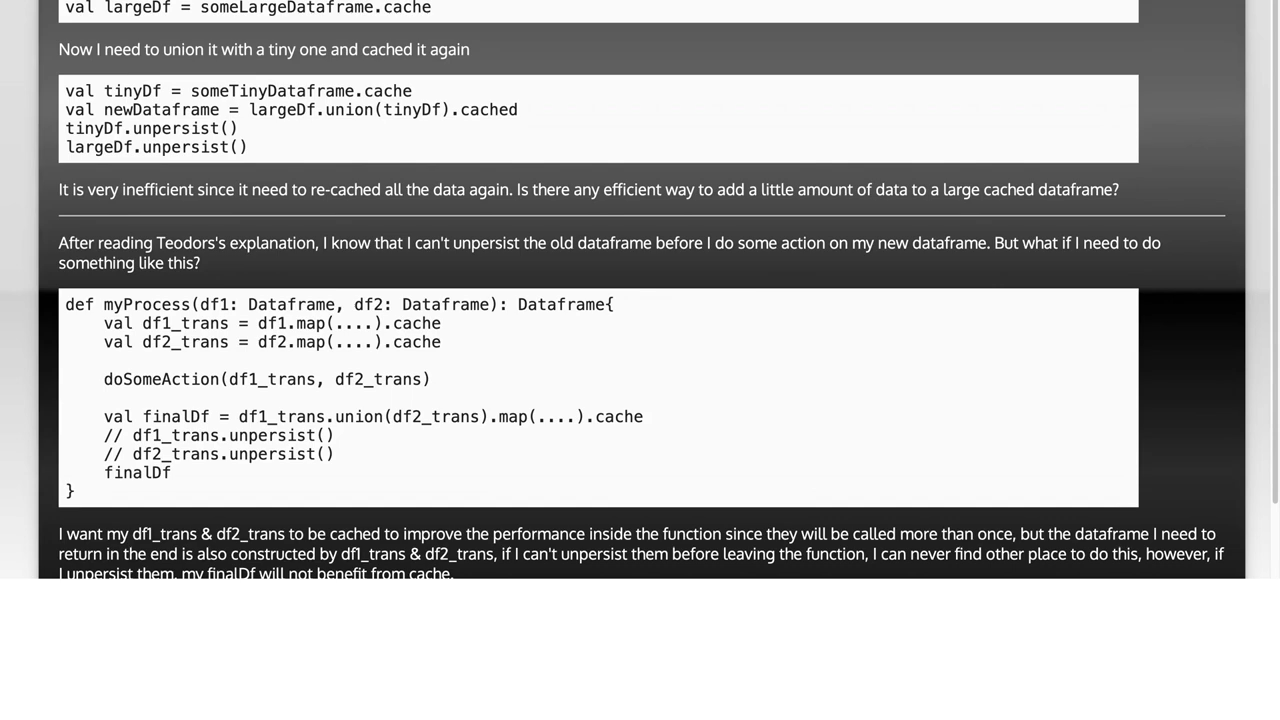 val largeDf = someLargeDataframe.cache
Now I need to union it with a tiny one and cached it again
val tinyDf = someTinyDataframe.cache
val newDataframe = largeDf.union(tinyDf).cached
tinyDf.unpersist()
largeDf.unpersist()
It is very inefficient since it need to re-cached all the data again. Is there any efficient way to add a little amount of data to a large cached dataframe?
After reading Teodors's explanation, I know that I can't unpersist the old dataframe before I do some action on my new dataframe. But what if I need to do
something like this?
def myProcess(df1: Dataframe, df2: Dataframe): Dataframe{
    val df1_trans = df1.map(....).cache
    val df2_trans = df2.map(....).cache
    doSomeAction(df1_trans, df2_trans)
    val finalDf = df1_trans.union(df2_trans).map(....).cache
    // df1_trans.unpersist()
    // df2_trans.unpersist()
    finalDf
}
I want my df1_trans & df2_trans to be cached to improve the performance inside the function since they will be called more than once, but the dataframe I need to
return in the end is also constructed by df1_trans & df2_trans, if I can't unpersist them before leaving the function, I can never find other place to do this, however, if
I unpersist them, my finalDf will not benefit from cache.